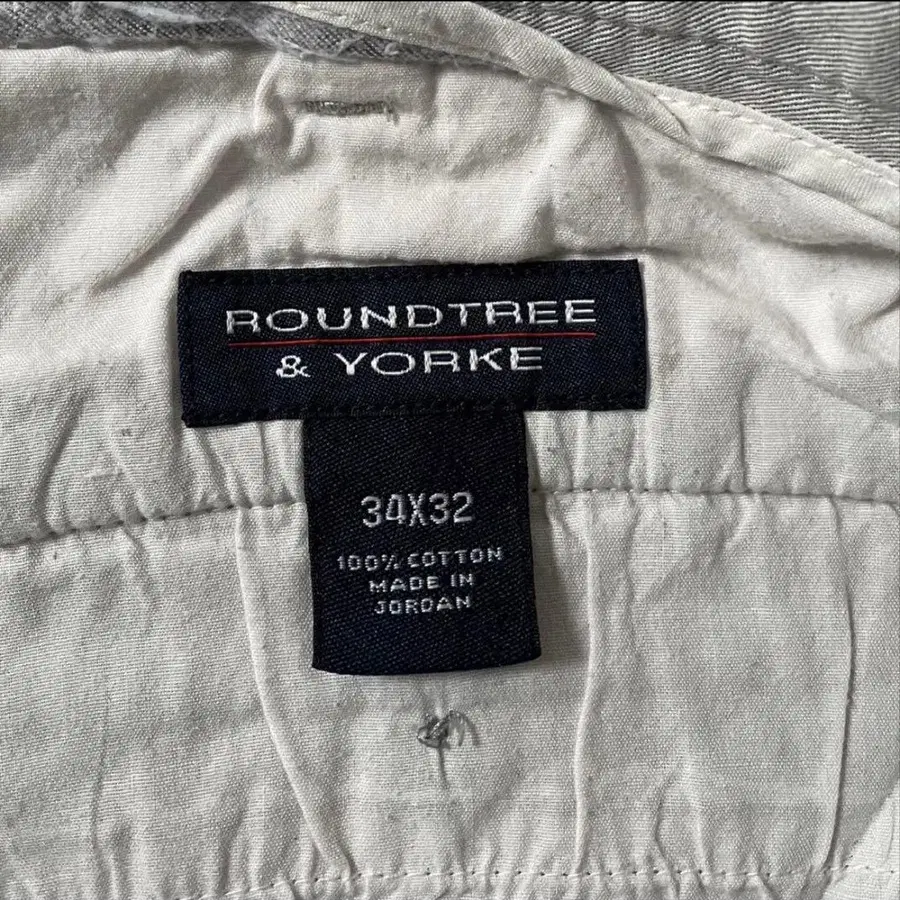 ROUNDTREE
& YORKE
34X32
100% COTTON
MADE IN
JORDAN